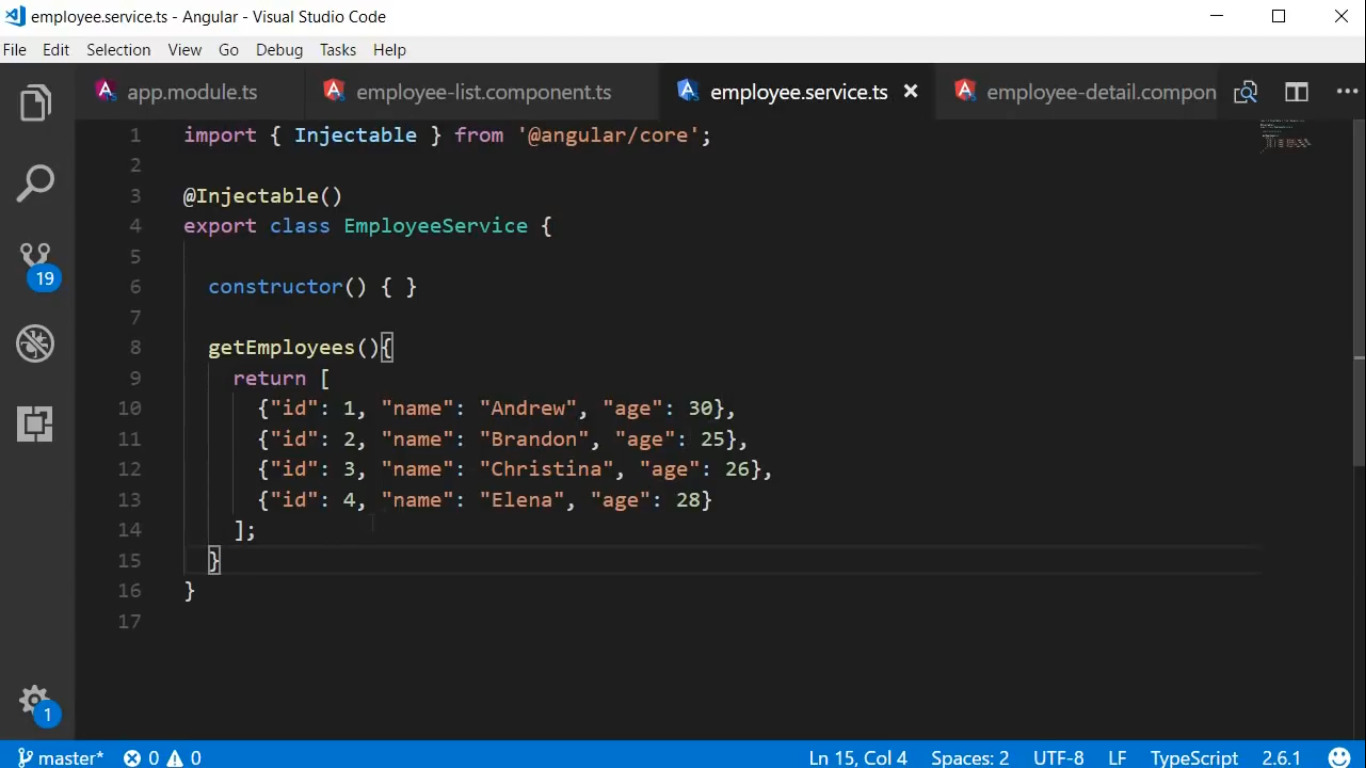 employee.service.ts - Angular - Visual Studio Code
File Edit Selection View Go Debug Tasks Help
app.module.ts employee-list.component.ts employee.service.ts employee-detail.compon
1 import { Injectable } from '@angular/core';
2
3 @Injectable()
4 export class EmployeeService {
5
6 constructor() { }
7
8 getEmployees(){
9 return [
10 {"id": 1, "name": "Andrew", "age": 30},
11 {"id": 2, "name": "Brandon", "age": 25},
12 {"id": 3, "name": "Christina", "age": 26},
13 {"id": 4, "name": "Elena", "age": 28}
14 ];
15 }
16 }
17
19
1
master* 0 0 Ln 15, Col 4 Spaces: 2 UTF-8 LF TypeScript 2.6.1